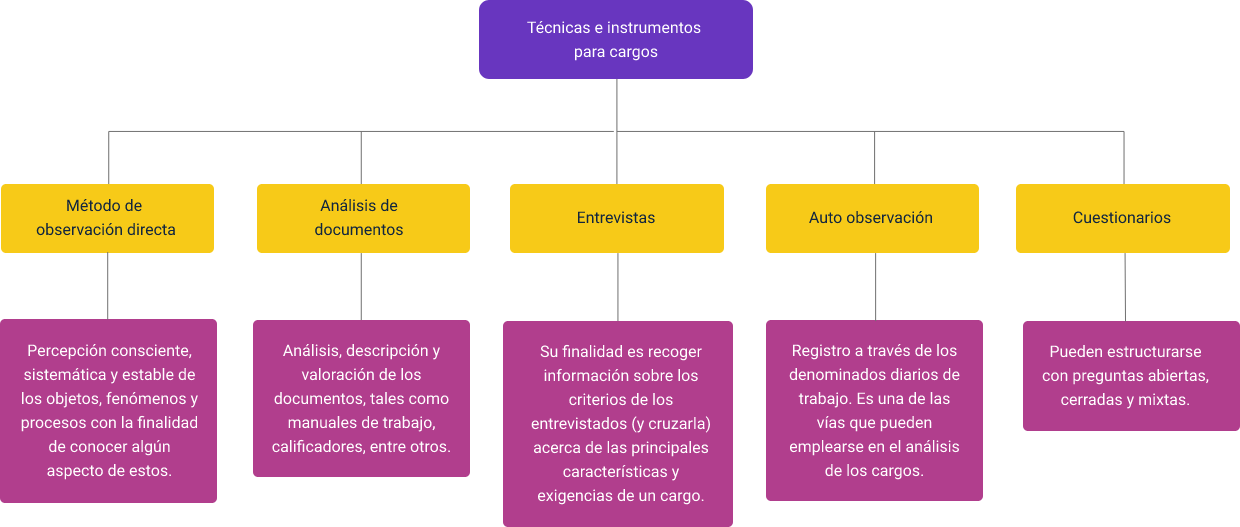 Técnicas e instrumentos
para cargos
Método de
observación directa
Análisis de
documentos
Entrevistas
Auto observación
Cuestionarios
Percepción consciente,
sistemática y estable de
los objetos, fenómenos y
procesos con la finalidad
de conocer algún
aspecto de estos.
Análisis, descripción y
valoración de los
documentos, tales como
manuales de trabajo,
calificadores, entre otros.
Su finalidad es recoger
información sobre los
criterios de los
entrevistados (y cruzarla)
acerca de las principales
características y
exigencias de un cargo.
Registro a través de los
denominados diarios de
trabajo. Es una de las
vías que pueden
emplearse en el análisis
de los cargos.
Pueden estructurarse
con preguntas abiertas,
cerradas y mixtas.